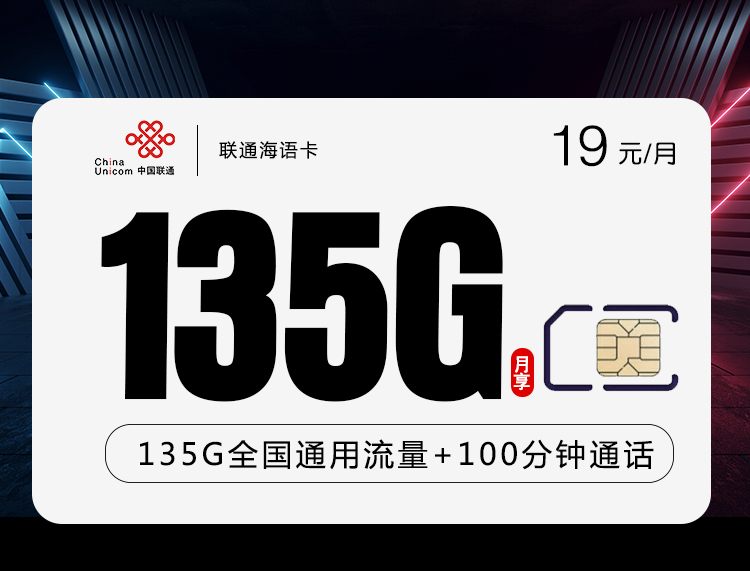 China
Unicom 中国联通
联通海语卡
19 元/月
135G
月享
135G全国通用流量+100分钟通话